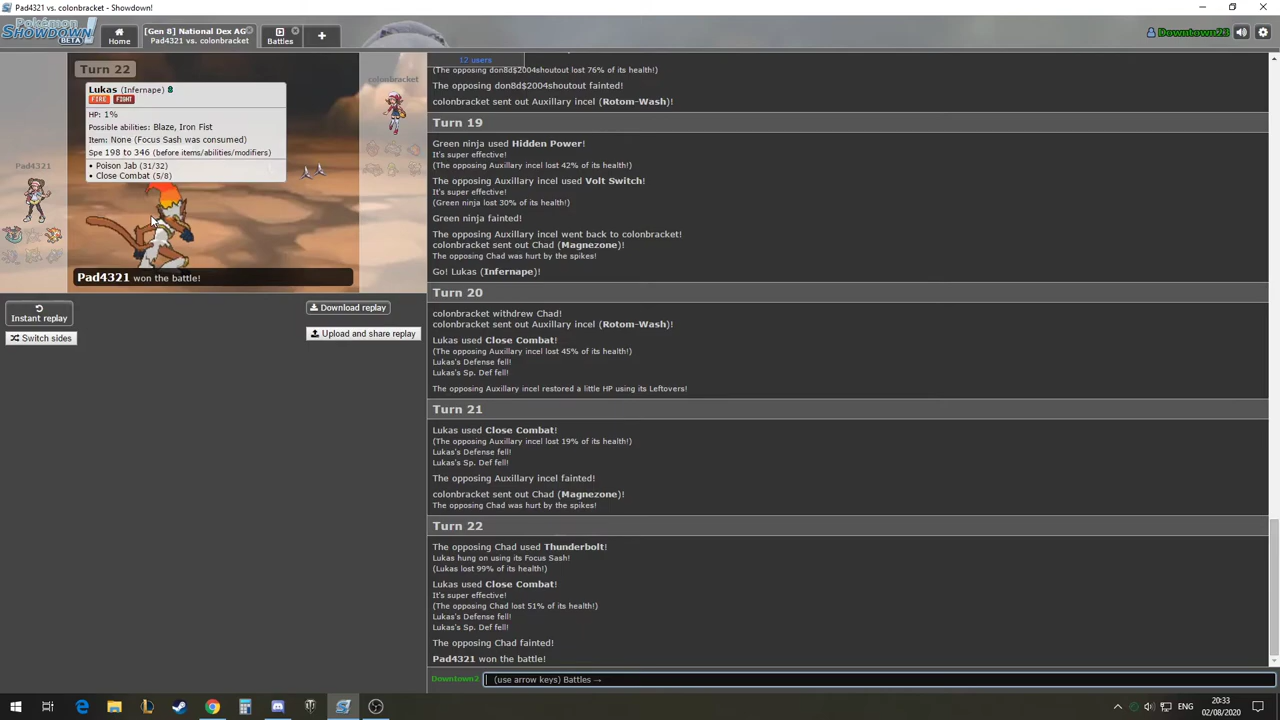 Pad4321 vs. colonbracket - Showdown!
Pokémon
SHOWDOWN!
BETA
Home
[Gen 8] National Dex AG
Pad4321 vs. colonbracket
Battles
Downtown23
Turn 22
colonbracket
Lukas (Infernape)
FIRE FIGHT
HP: 1%
Possible abilities: Blaze, Iron Fist
Item: None (Focus Sash was consumed)
Spe 198 to 346 (before items/abilities/modifiers)
• Poison Jab (31/32)
• Close Combat (5/8)
Pad4321
Pad4321 won the battle!
Instant replay
Switch sides
Download replay
Upload and share replay
12 users
(The opposing don8d$2004shoutout lost 76% of its health!)
The opposing don8d$2004shoutout fainted!
colonbracket sent out Auxillary incel (Rotom-Wash)!
Turn 19
Green ninja used Hidden Power!
It's super effective!
(The opposing Auxillary incel lost 42% of its health!)
The opposing Auxillary incel used Volt Switch!
It's super effective!
(Green ninja lost 30% of its health!)
Green ninja fainted!
The opposing Auxillary incel went back to colonbracket!
colonbracket sent out Chad (Magnezone)!
The opposing Chad was hurt by the spikes!
Go! Lukas (Infernape)!
Turn 20
colonbracket withdrew Chad!
colonbracket sent out Auxillary incel (Rotom-Wash)!
Lukas used Close Combat!
(The opposing Auxillary incel lost 45% of its health!)
Lukas's Defense fell!
Lukas's Sp. Def fell!
The opposing Auxillary incel restored a little HP using its Leftovers!
Turn 21
Lukas used Close Combat!
(The opposing Auxillary incel lost 19% of its health!)
Lukas's Defense fell!
Lukas's Sp. Def fell!
The opposing Auxillary incel fainted!
colonbracket sent out Chad (Magnezone)!
The opposing Chad was hurt by the spikes!
Turn 22
The opposing Chad used Thunderbolt!
Lukas hung on using its Focus Sash!
(Lukas lost 99% of its health!)
Lukas used Close Combat!
It's super effective!
(The opposing Chad lost 51% of its health!)
Lukas's Defense fell!
Lukas's Sp. Def fell!
The opposing Chad fainted!
Pad4321 won the battle!
Downtown2
(use arrow keys) Battles →
ENG
20:33
02/08/2020